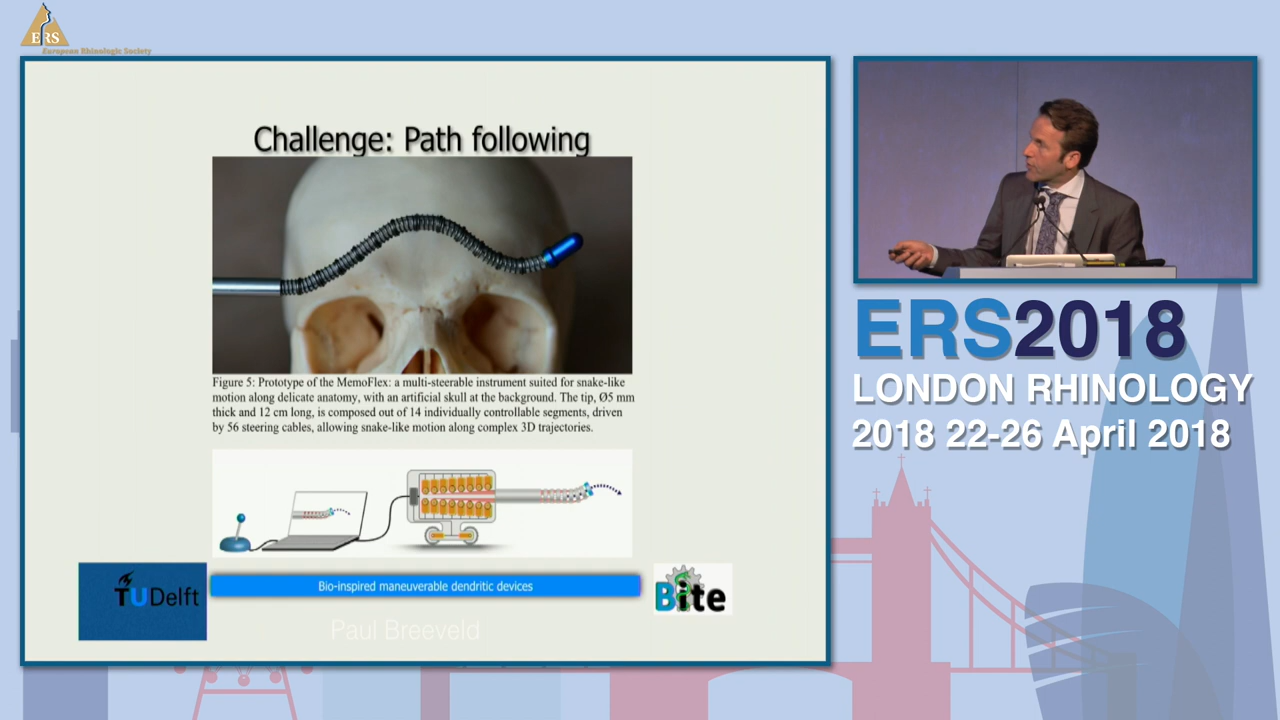 ERS
European Rhinologic Society
Challenge: Path following
Figure 5: Prototype of the MemoFlex: a multi-steerable instrument suited for snake-like
motion along delicate anatomy, with an artificial skull at the background. The tip, Ø5 mm
thick and 12 cm long, is composed out of 14 individually controllable segments, driven
by 56 steering cables, allowing snake-like motion along complex 3D trajectories.
TUDelft
Bio-inspired maneuverable dendritic devices
Bite
Paul Breeveld
ERS2018
LONDON RHINOLOGY
2018 22-26 April 2018